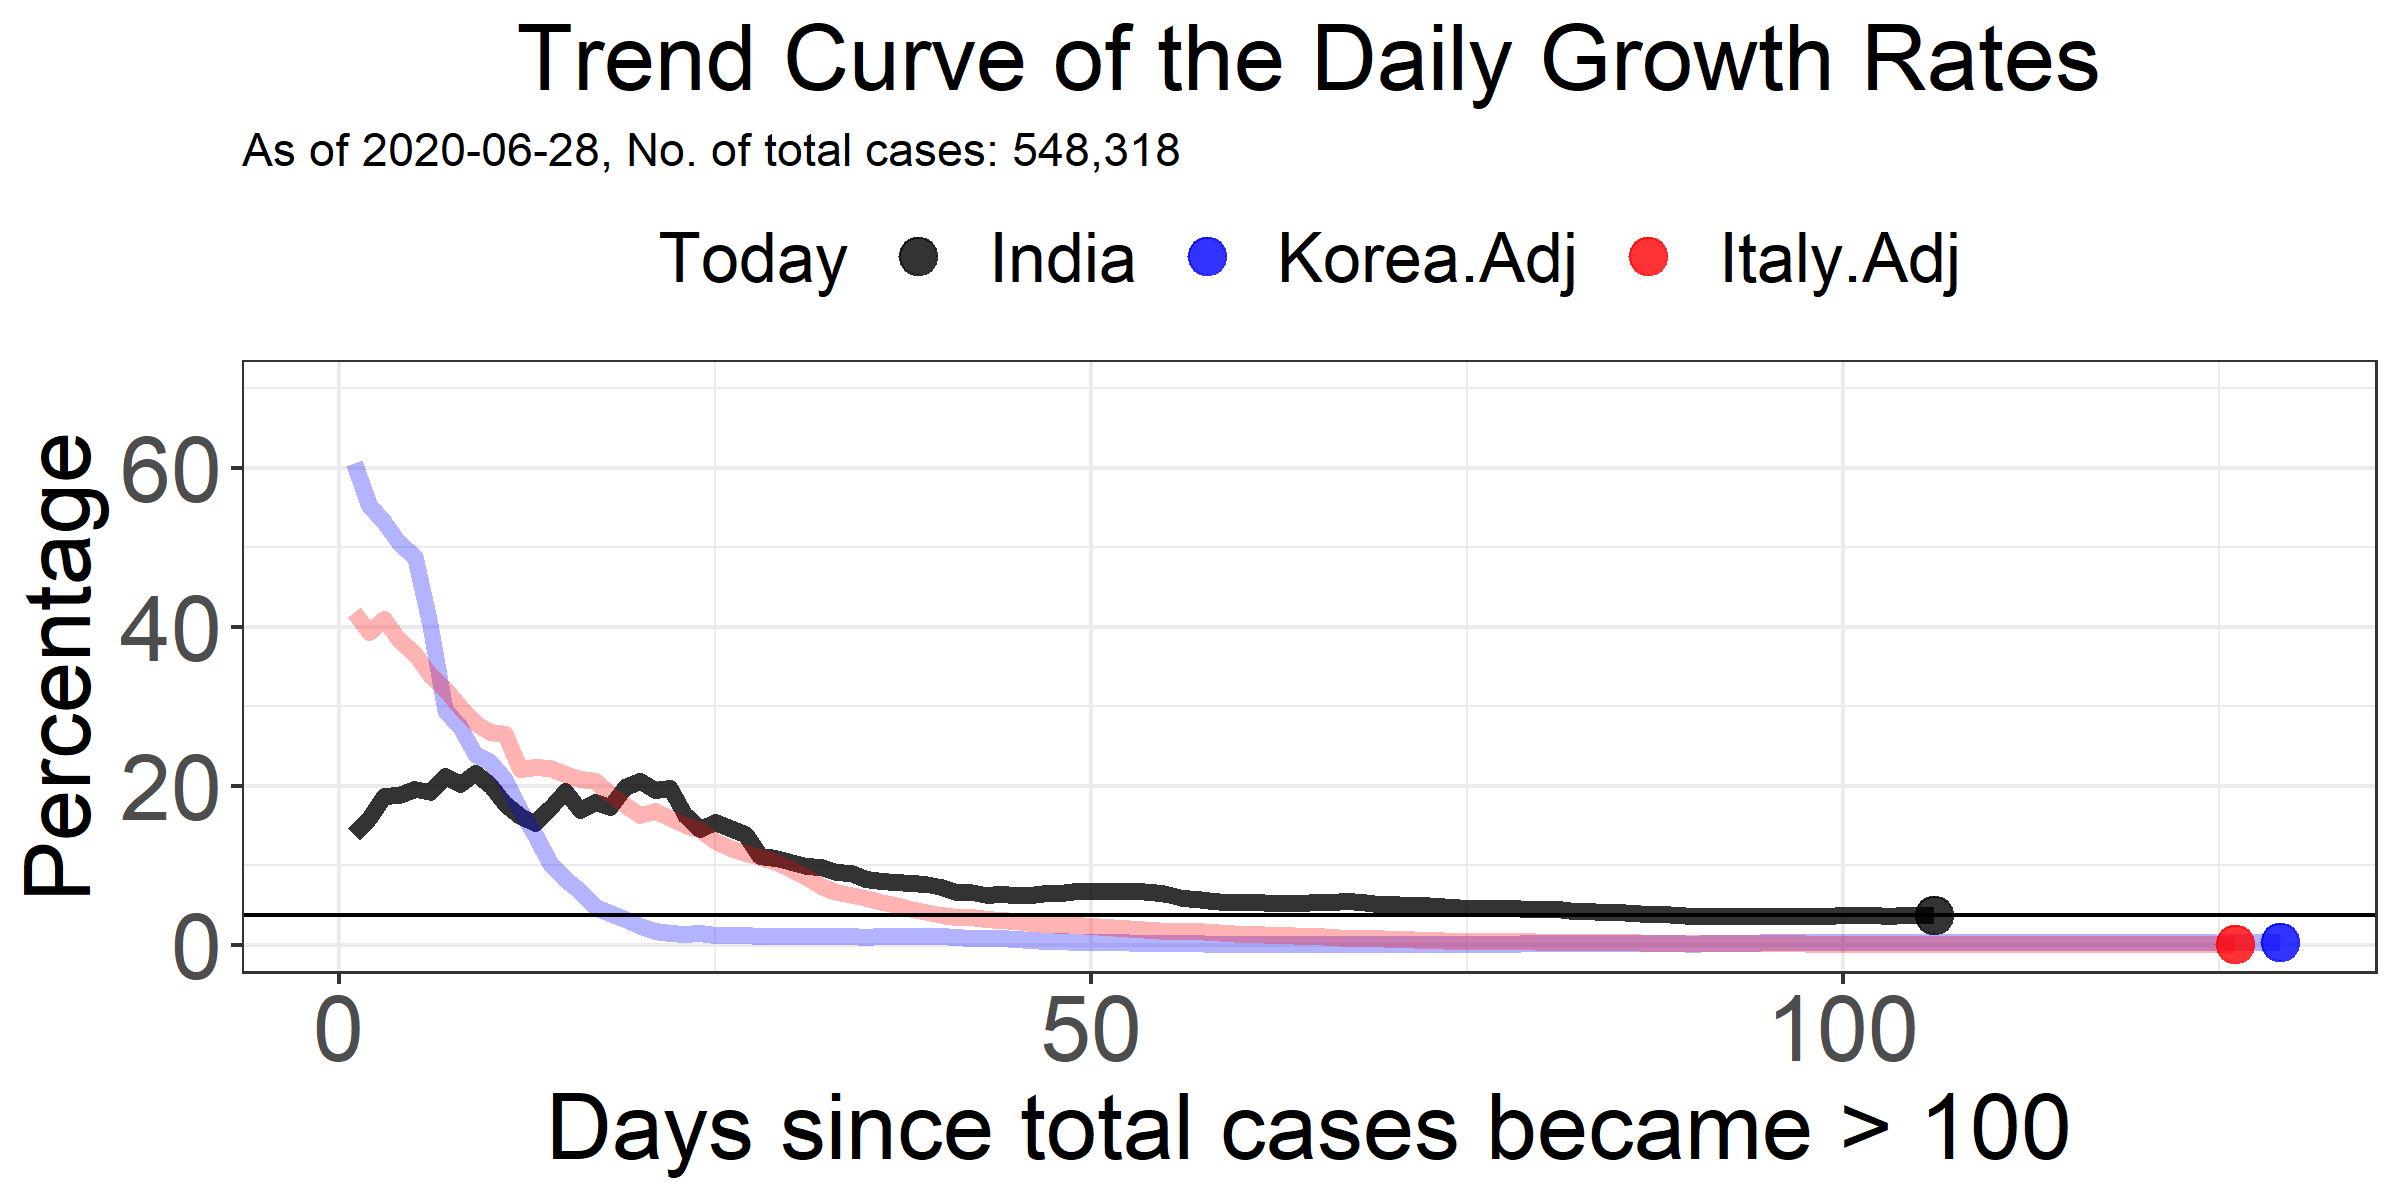 Trend Curve of the Daily Growth Rates
As of 2020-06-28, No. of total cases: 548,318
Today India Korea.Adj Italy.Adj
Percentage
60
40
20
0
0 50 100
Days since total cases became > 100